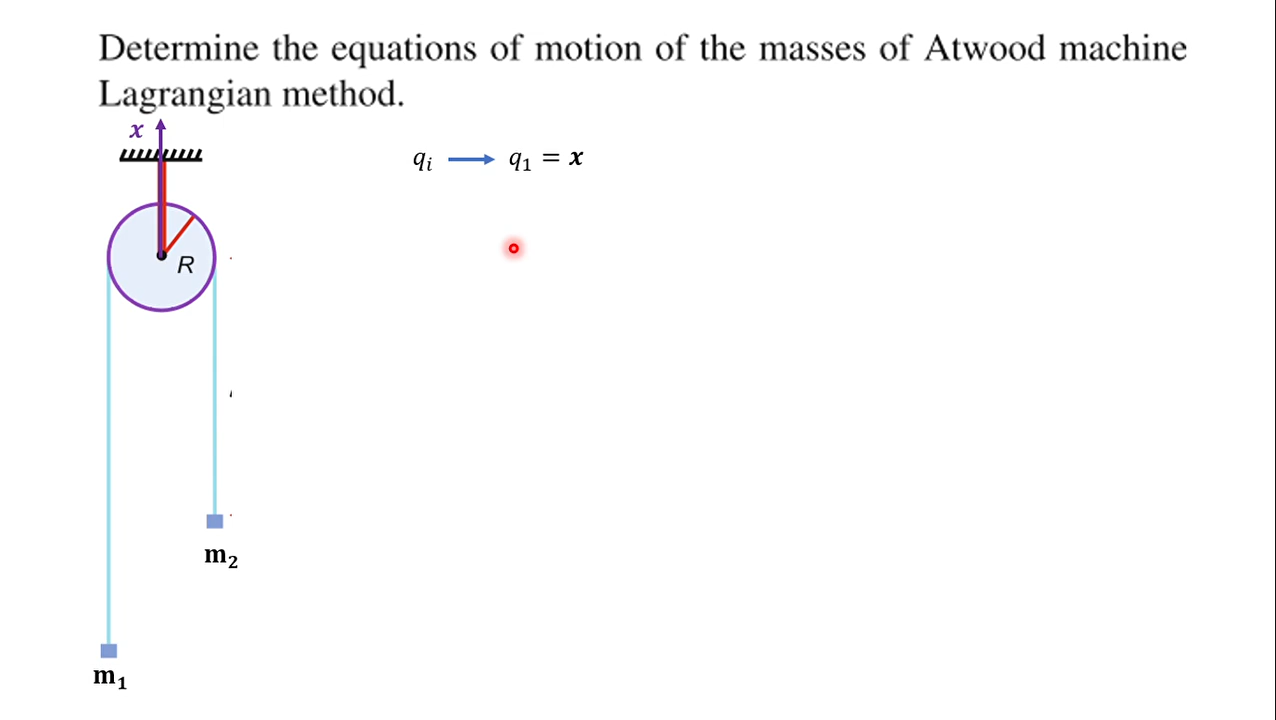 Determine the equations of motion of the masses of Atwood machine
Lagrangian method.
x
qᵢ ⟶ q₁ = x
R
m₂
m₁